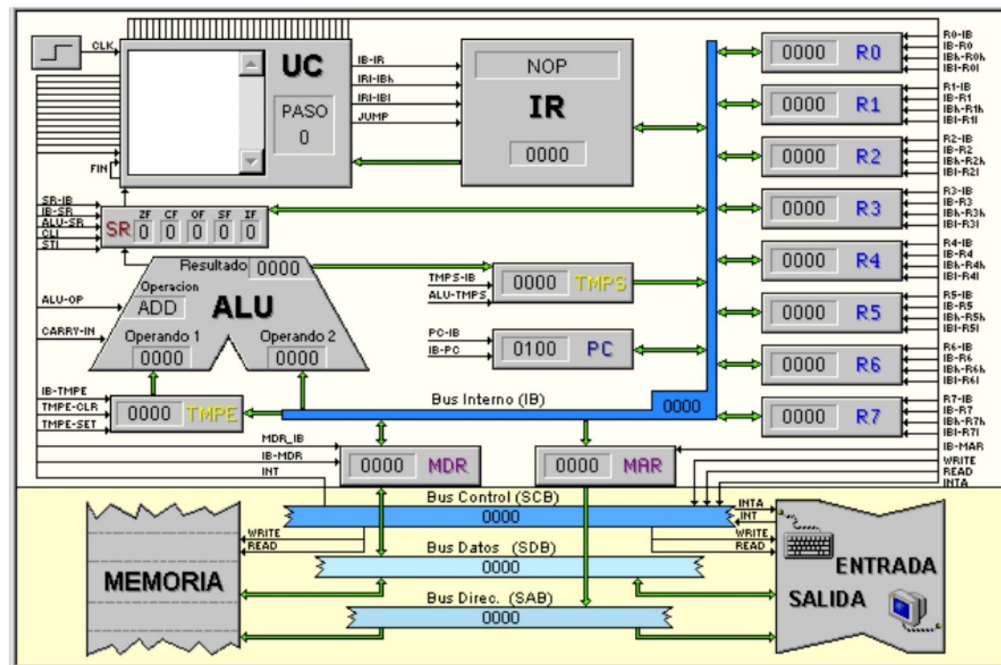 CLK
UC
PASO
0
FIN
IB-IR
IRl-IBh
IRl-IBl
JUMP
NOP
IR
0000
SR-IB
IB-SR
ALU-SR
CLI
STI
SR
ZF CF OF SF IF
0 0 0 0 0
Resultado 0000
Operacion
ADD
ALU
ALU-OP
CARRY-IN
Operando 1
0000
Operando 2
0000
TMPS-IB
ALU-TMPS
0000 TMPS
PC-IB
IB-PC
0100 PC
IB-TMPE
TMPE-CLR
TMPE-SET
0000 TMPE
Bus Interno (IB)
0000
MDR_IB
IB-MDR
INT
0000 MDR
0000 MAR
IB-MAR
WRITE
READ
INTA
0000 R0
R0-IB
IB-R0
IBh-R0h
IBl-R0l
0000 R1
R1-IB
IB-R1
IBh-R1h
IBl-R1l
0000 R2
R2-IB
IB-R2
IBh-R2h
IBl-R2l
0000 R3
R3-IB
IB-R3
IBh-R3h
IBl-R3l
0000 R4
R4-IB
IB-R4
IBh-R4h
IBl-R4l
0000 R5
R5-IB
IB-R5
IBh-R5h
IBl-R5l
0000 R6
R6-IB
IB-R6
IBh-R6h
IBl-R6l
0000 R7
R7-IB
IB-R7
IBh-R7h
IBl-R7l
Bus Control (SCB)
0000
INTA
INT
WRITE
READ
WRITE
READ
Bus Datos (SDB)
0000
Bus Direc. (SAB)
0000
MEMORIA
ENTRADA
SALIDA